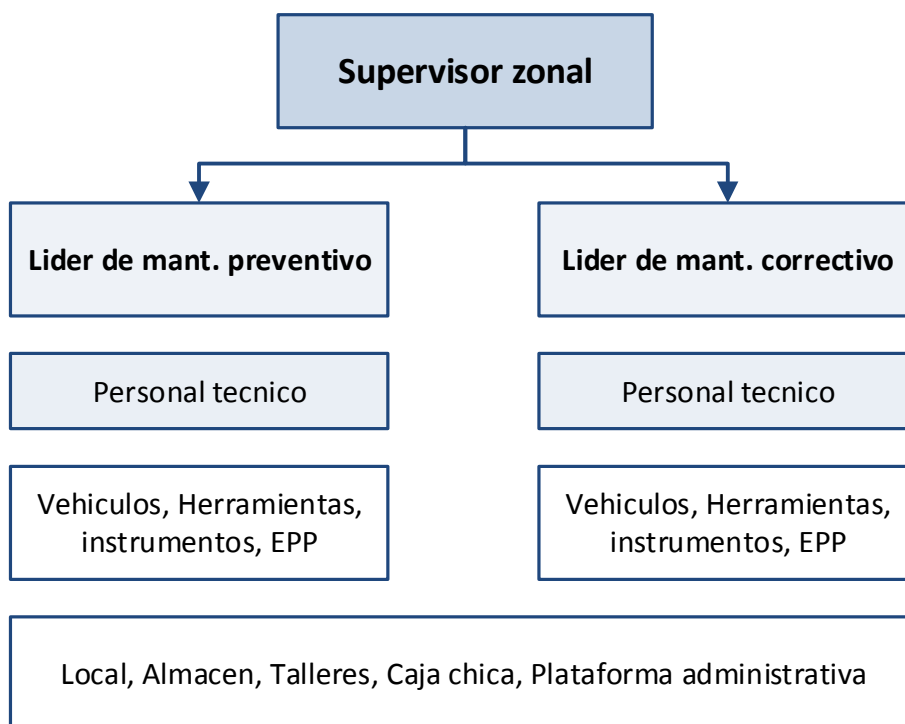 Supervisor zonal
Lider de mant. preventivo
Lider de mant. correctivo
Personal tecnico
Personal tecnico
Vehiculos, Herramientas,
instrumentos, EPP
Vehiculos, Herramientas,
instrumentos, EPP
Local, Almacen, Talleres, Caja chica, Plataforma administrativa